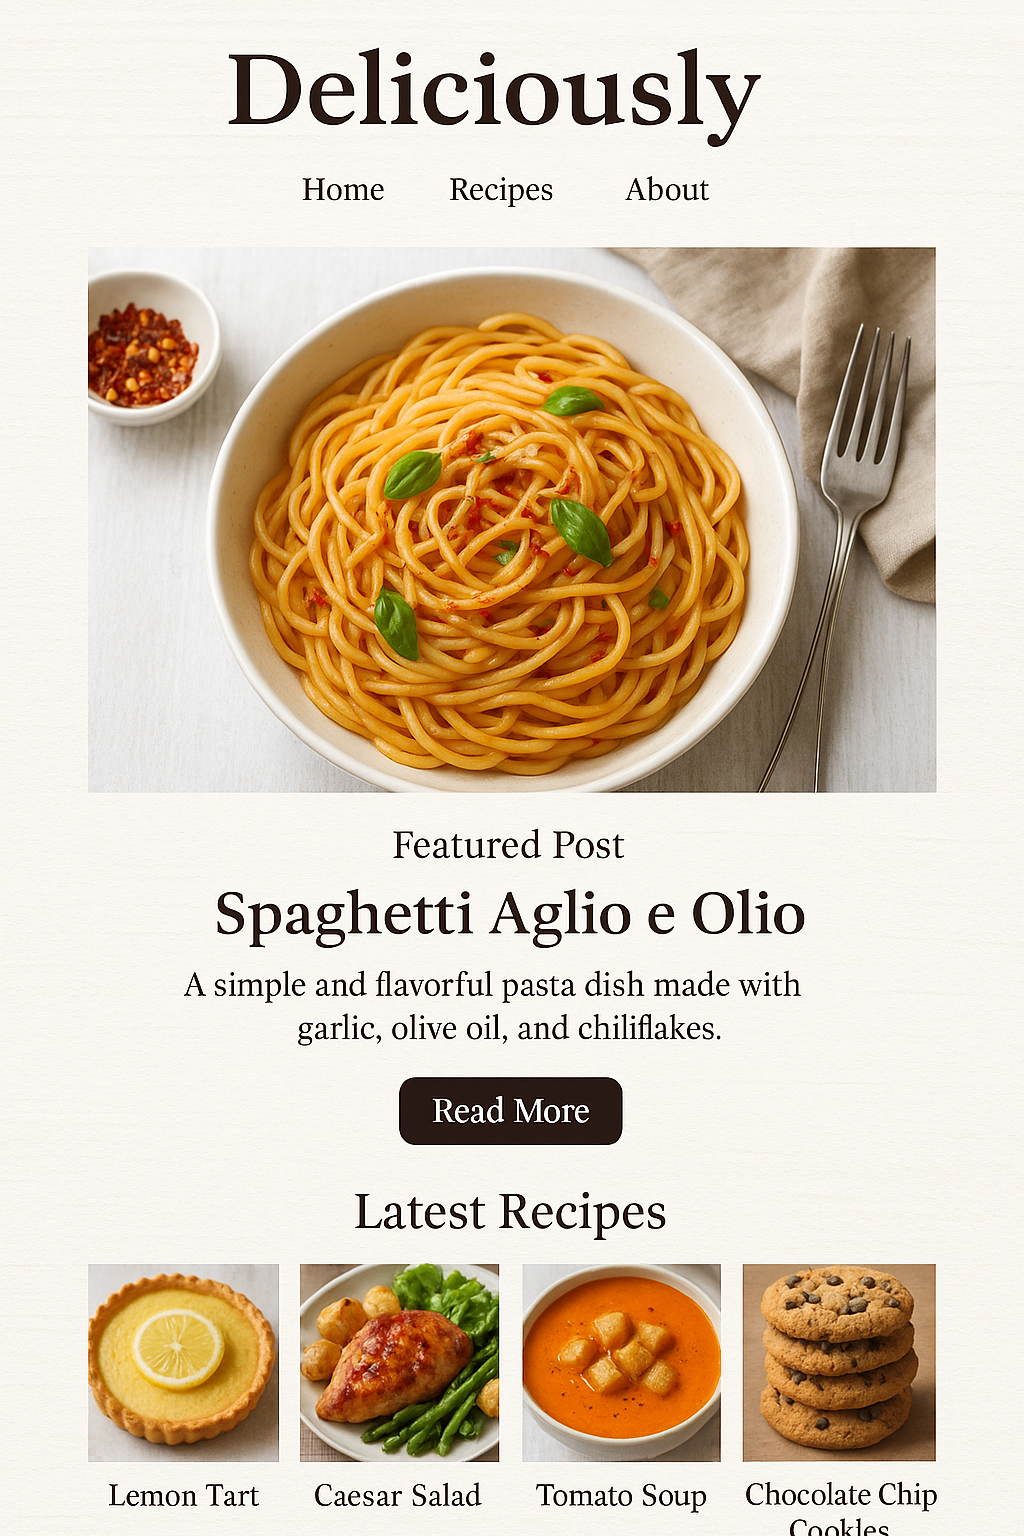 Deliciously
Home Recipes About
Featured Post
Spaghetti Aglio e Olio
A simple and flavorful pasta dish made with
garlic, olive oil, and chiliflakes.
Read More
Latest Recipes
Lemon Tart Caesar Salad Tomato Soup Chocolate Chip
Cookles